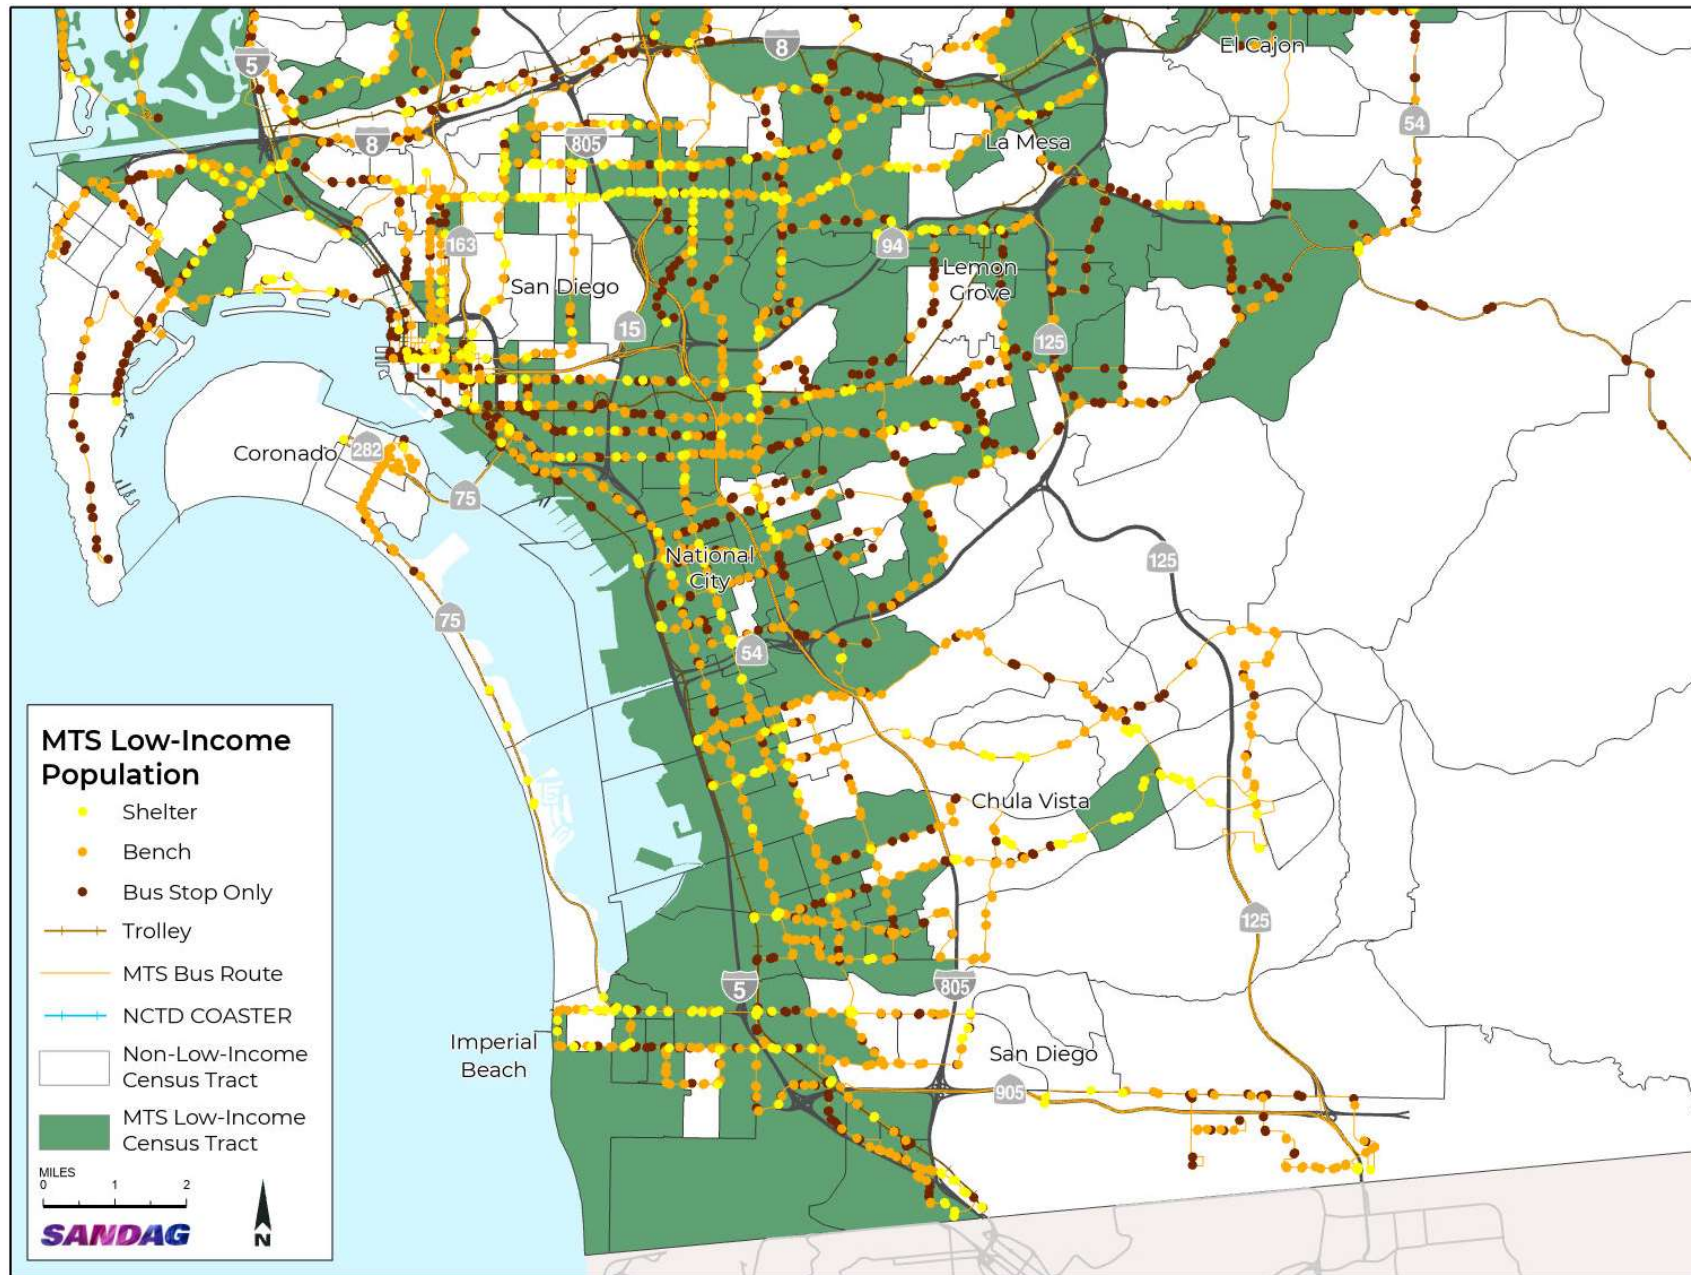 5
8
El Cajon
54
8
805
La Mesa
163
94
San Diego
Lemon
Grove
15
125
Coronado
282
75
National
City
125
75
54
MTS Low-Income
Population
Shelter
Bench
Bus Stop Only
Trolley
MTS Bus Route
NCTD COASTER
Non-Low-Income
Census Tract
MTS Low-Income
Census Tract
MILES
0 1 2
SANDAG
N
Chula Vista
125
5
805
Imperial
Beach
San Diego
905